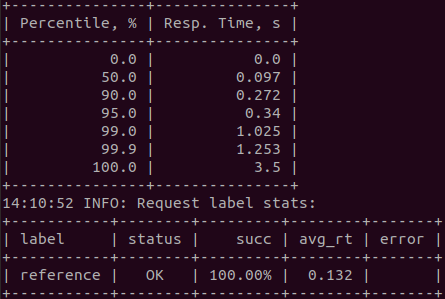 +---------------+---------------+
| Percentile, % | Resp. Time, s |
+---------------+---------------+
|           0.0 |           0.0 |
|          50.0 |         0.097 |
|          90.0 |         0.272 |
|          95.0 |          0.34 |
|          99.0 |         1.025 |
|          99.9 |         1.253 |
|         100.0 |           3.5 |
+---------------+---------------+
14:10:52 INFO: Request label stats:
+-----------+--------+---------+--------+-------+
| label     | status |    succ | avg_rt | error |
+-----------+--------+---------+--------+-------+
| reference |   OK   | 100.00% |  0.132 |       |
+-----------+--------+---------+--------+-------+